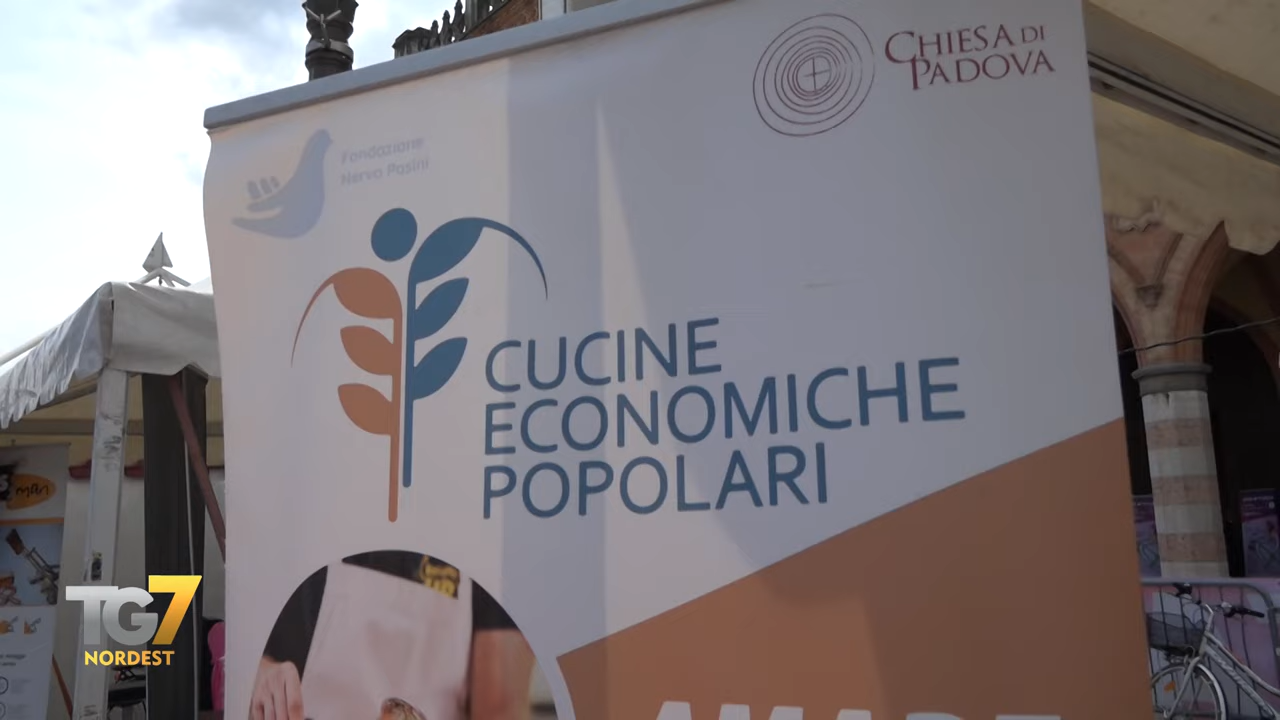 CHIESA DI
PADOVA
Fondazione
Nervo Pasini
CUCINE
ECONOMICHE
POPOLARI
TG7
NORDEST